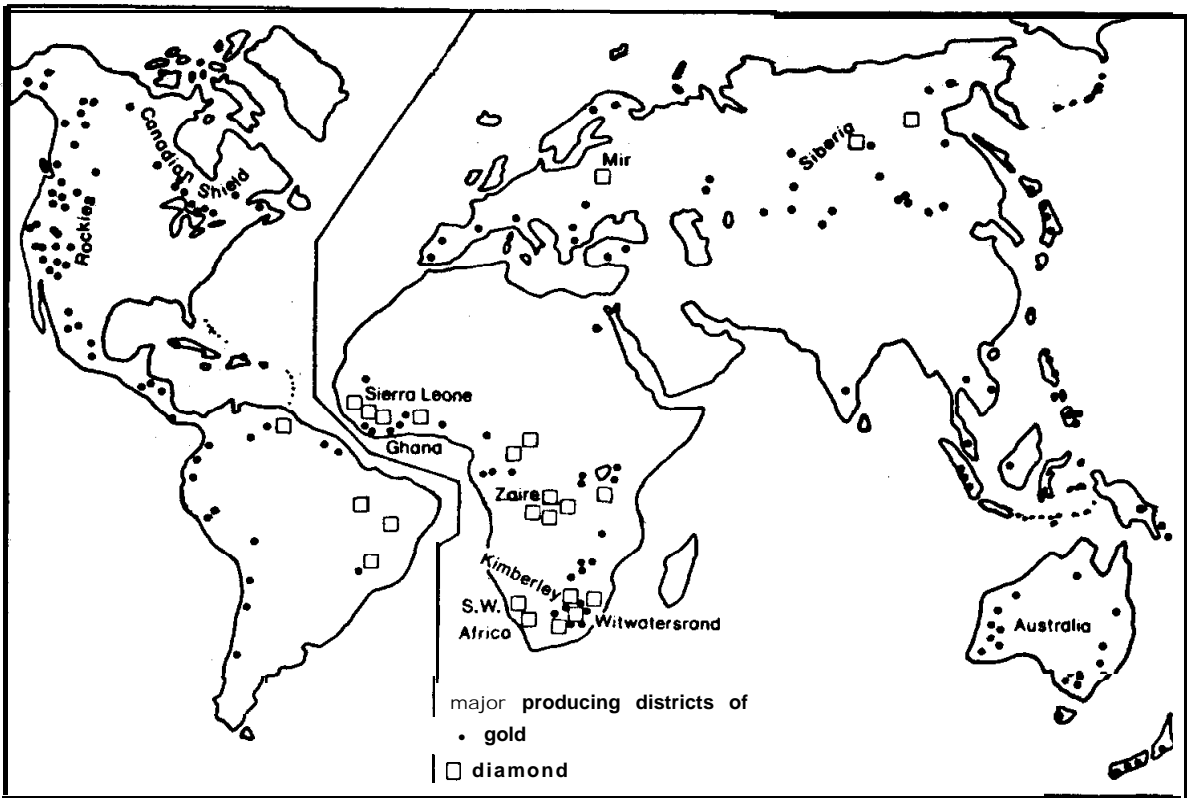 Canadian Shield
Rockies
Mir
Siberia
Sierra Leone
Ghana
Zaire
Kimberley
S.W.
Africa
Witwatersrand
Australia
major producing districts of
• gold
□ diamond